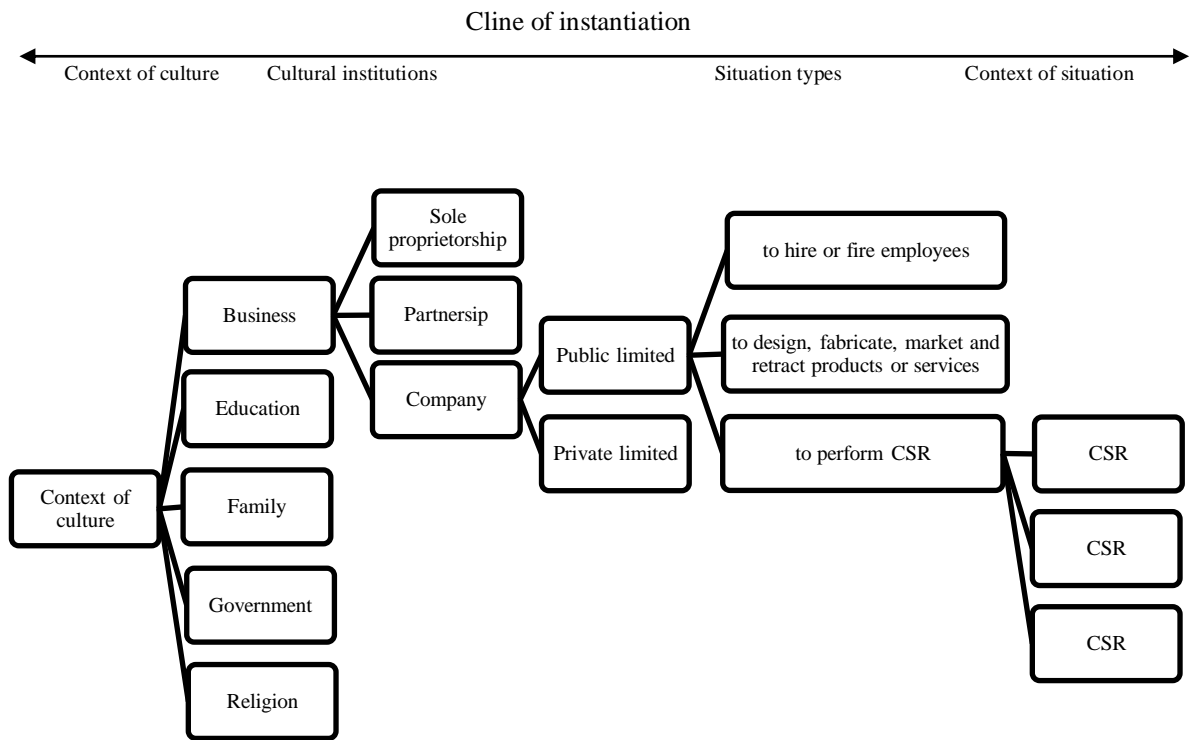 Cline of instantiation
Context of culture
Cultural institutions
Situation types
Context of situation
Sole
proprietorship
to hire or fire employees
Business
Partnersip
Public limited
to design, fabricate, market and
retract products or services
Education
Company
Private limited
to perform CSR
CSR
Context of
culture
Family
CSR
Government
CSR
Religion